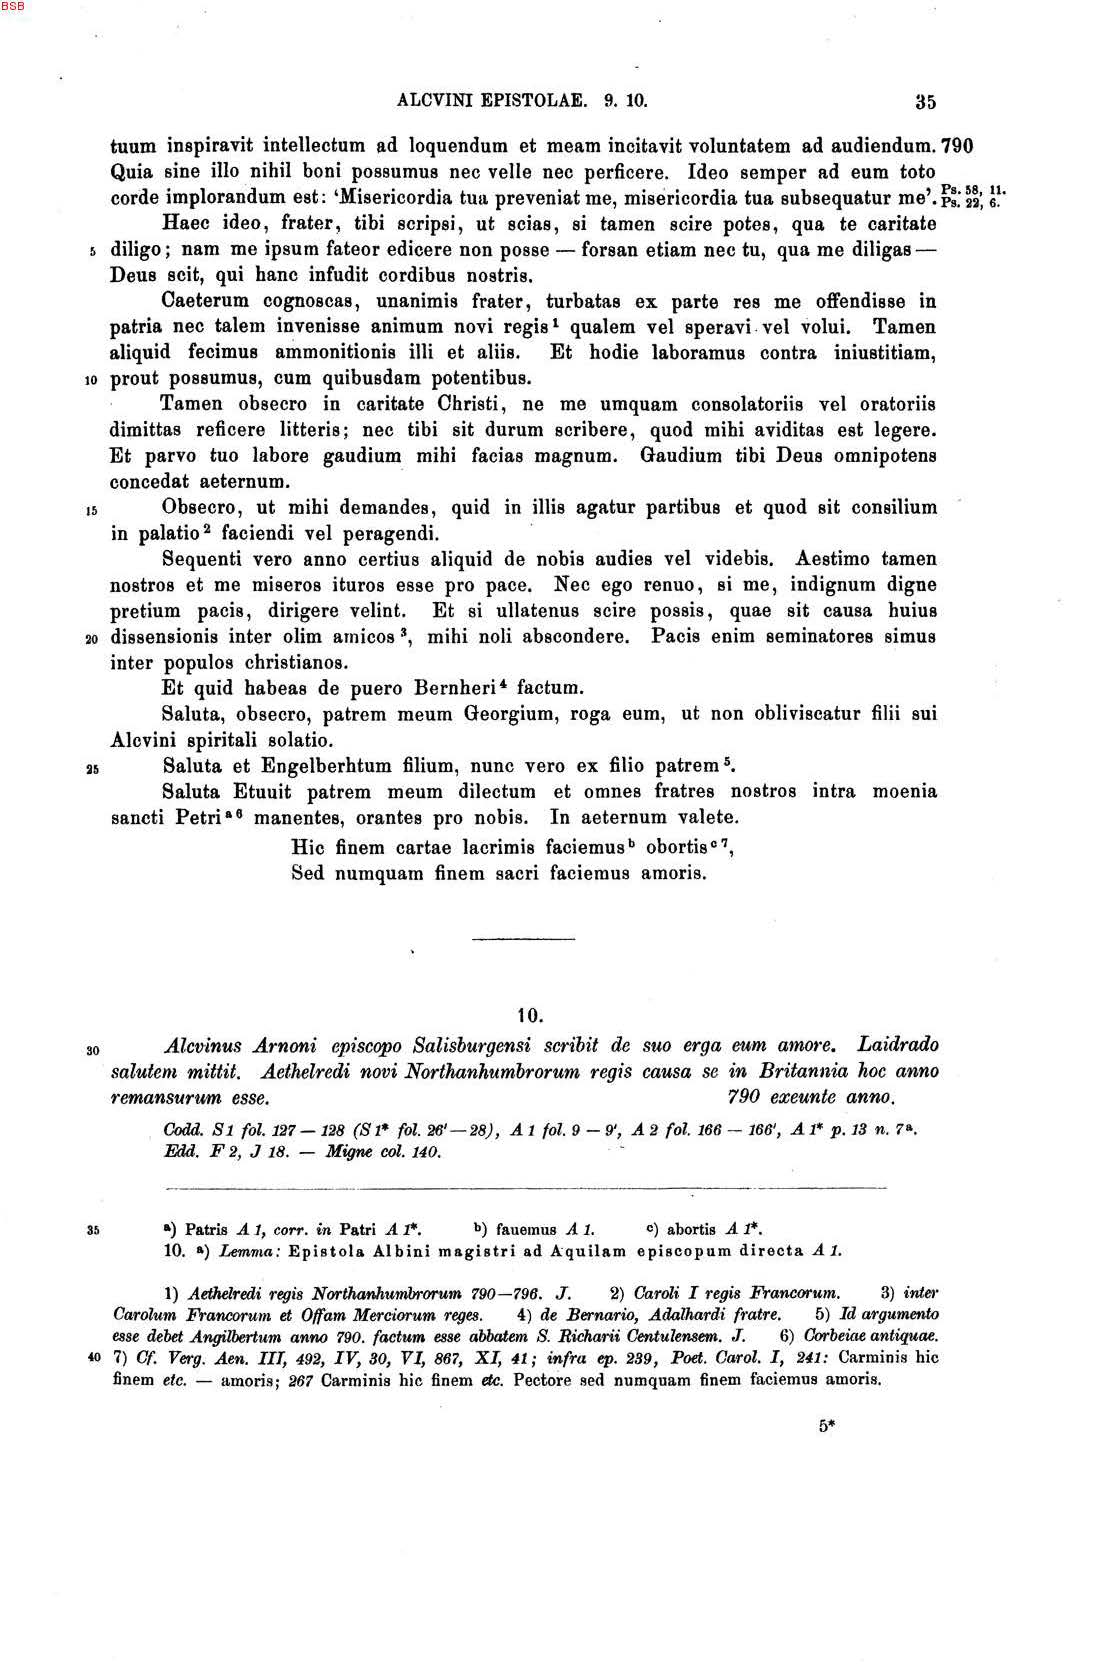 BSB
ALCVINI EPISTOLAE. 9. 10. 35
tuum inspiravit intellectum ad loquendum et meam incitavit voluntatem ad audiendum. 790
Quia sine illo nihil boni possumus nec velle nec perficere. Ideo semper ad eum toto
corde implorandum est: ‘Misericordia tua preveniat me, misericordia tua subsequatur me’. Ps. 58, 11. Ps. 22, 6.
Haec ideo, frater, tibi scripsi, ut scias, si tamen scire potes, qua te caritate
5 diligo; nam me ipsum fateor edicere non posse — forsan etiam nec tu, qua me diligas —
Deus scit, qui hanc infudit cordibus nostris.
Caeterum cognoscas, unanimis frater, turbatas ex parte res me offendisse in
patria nec talem invenisse animum novi regis¹ qualem vel speravi vel volui. Tamen
aliquid fecimus ammonitionis illi et aliis. Et hodie laboramus contra iniustitiam,
10 prout possumus, cum quibusdam potentibus.
Tamen obsecro in caritate Christi, ne me umquam consolatoriis vel oratoriis
dimittas reficere litteris; nec tibi sit durum scribere, quod mihi aviditas est legere.
Et parvo tuo labore gaudium mihi facias magnum. Gaudium tibi Deus omnipotens
concedat aeternum.
15 Obsecro, ut mihi demandes, quid in illis agatur partibus et quod sit consilium
in palatio² faciendi vel peragendi.
Sequenti vero anno certius aliquid de nobis audies vel videbis. Aestimo tamen
nostros et me miseros ituros esse pro pace. Nec ego renuo, si me, indignum digne
pretium pacis, dirigere velint. Et si ullatenus scire possis, quae sit causa huius
20 dissensionis inter olim amicos³, mihi noli abscondere. Pacis enim seminatores simus
inter populos christianos.
Et quid habeas de puero Bernheri⁴ factum.
Saluta, obsecro, patrem meum Georgium, roga eum, ut non obliviscatur filii sui
Alcvini spiritali solatio.
25 Saluta et Engelberhtum filium, nunc vero ex filio patrem⁵.
Saluta Etuuit patrem meum dilectum et omnes fratres nostros intra moenia
sancti Petriᵃ⁶ manentes, orantes pro nobis. In aeternum valete.
Hic finem cartae lacrimis faciemusᵇ obortisᶜ⁷,
Sed numquam finem sacri faciemus amoris.
10.
30 Alcvinus Arnoni episcopo Salisburgensi scribit de suo erga eum amore. Laidrado
salutem mittit. Aethelredi novi Northanhumbrorum regis causa se in Britannia hoc anno
remansurum esse. 790 exeunte anno.
Codd. S1 fol. 127 — 128 (S1* fol. 26' — 28), A 1 fol. 9 — 9', A 2 fol. 166 — 166', A 1* p. 13 n. 7ᵃ.
Edd. F 2, J 18. — Migne col. 140.
35 ᵃ) Patris A 1, corr. in Patri A 1*. ᵇ) fauemus A 1. ᶜ) abortis A 1*.
10. ᵃ) Lemma: Epistola Albini magistri ad Aquilam episcopum directa A 1.
1) Aethelredi regis Northanhumbrorum 790—796. J. 2) Caroli I regis Francorum. 3) inter
Carolum Francorum et Offam Merciorum reges. 4) de Bernario, Adalhardi fratre. 5) Id argumento
esse debet Angilbertum anno 790. factum esse abbatem S. Richarii Centulensem. J. 6) Corbeiae antiquae.
40 7) Cf. Verg. Aen. III, 492, IV, 30, VI, 867, XI, 41; infra ep. 239, Poet. Carol. I, 241: Carminis hic
finem etc. — amoris; 267 Carminis hic finem etc. Pectore sed numquam finem faciemus amoris.
5*